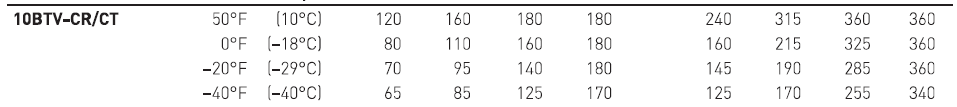 10BTV–CR/CT 50°F (10°C) 120 160 180 180 240 315 360 360
0°F (–18°C) 80 110 160 180 160 215 325 360
–20°F (–29°C) 70 95 140 180 145 190 285 360
–40°F (–40°C) 65 85 125 170 125 170 255 340